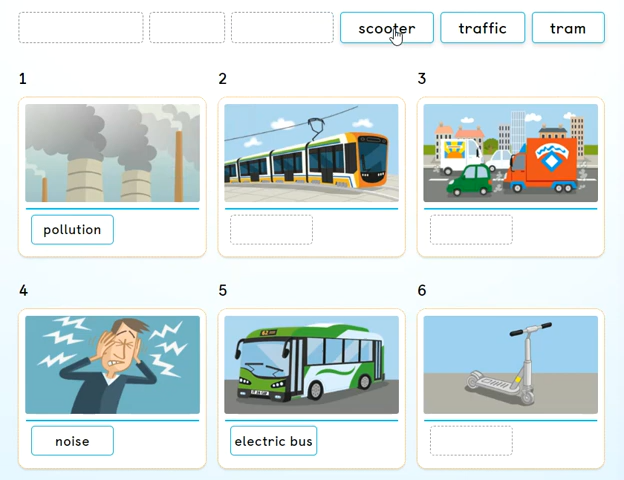 scooter traffic tram
1 2 3
pollution
4 5 6
noise electric bus